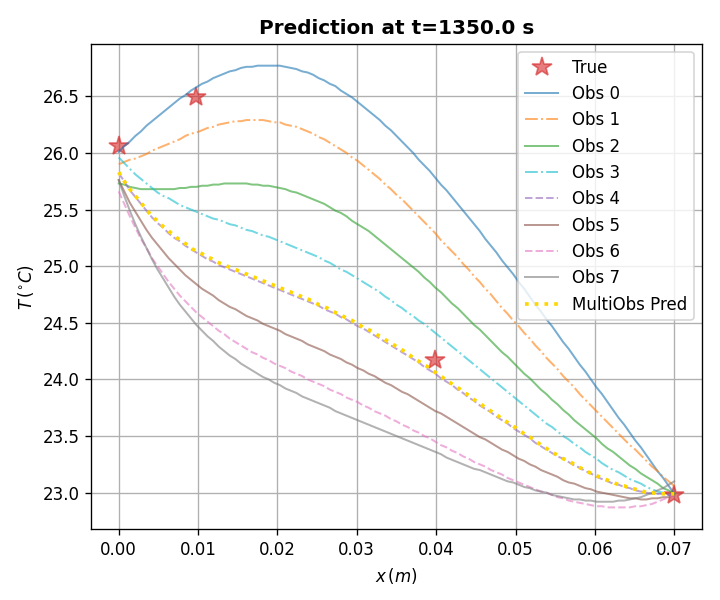 Prediction at t=1350.0 s
True
Obs 0
Obs 1
Obs 2
Obs 3
Obs 4
Obs 5
Obs 6
Obs 7
MultiObs Pred
T (°C)
26.5
26.0
25.5
25.0
24.5
24.0
23.5
23.0
0.00 0.01 0.02 0.03 0.04 0.05 0.06 0.07
x (m)